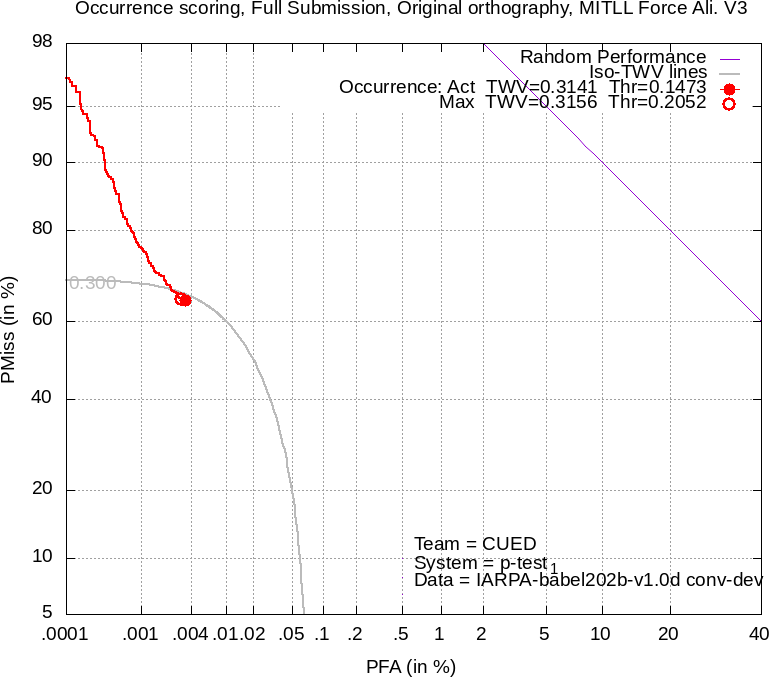 Occurrence scoring, Full Submission, Original orthography, MITLL Force Ali. V3
Random Performance
Iso-TWV lines
Occurrence: Act TWV=0.3141 Thr=0.1473
Max TWV=0.3156 Thr=0.2052
98
95
90
80
60
40
20
10
5
PMiss (in %)
0.300
Team = CUED
System = p-test1
Data = IARPA-babel202b-v1.0d conv-dev
.0001 .001 .004 .01 .02 .05 .1 .2 .5 1 2 5 10 20 40
PFA (in %)